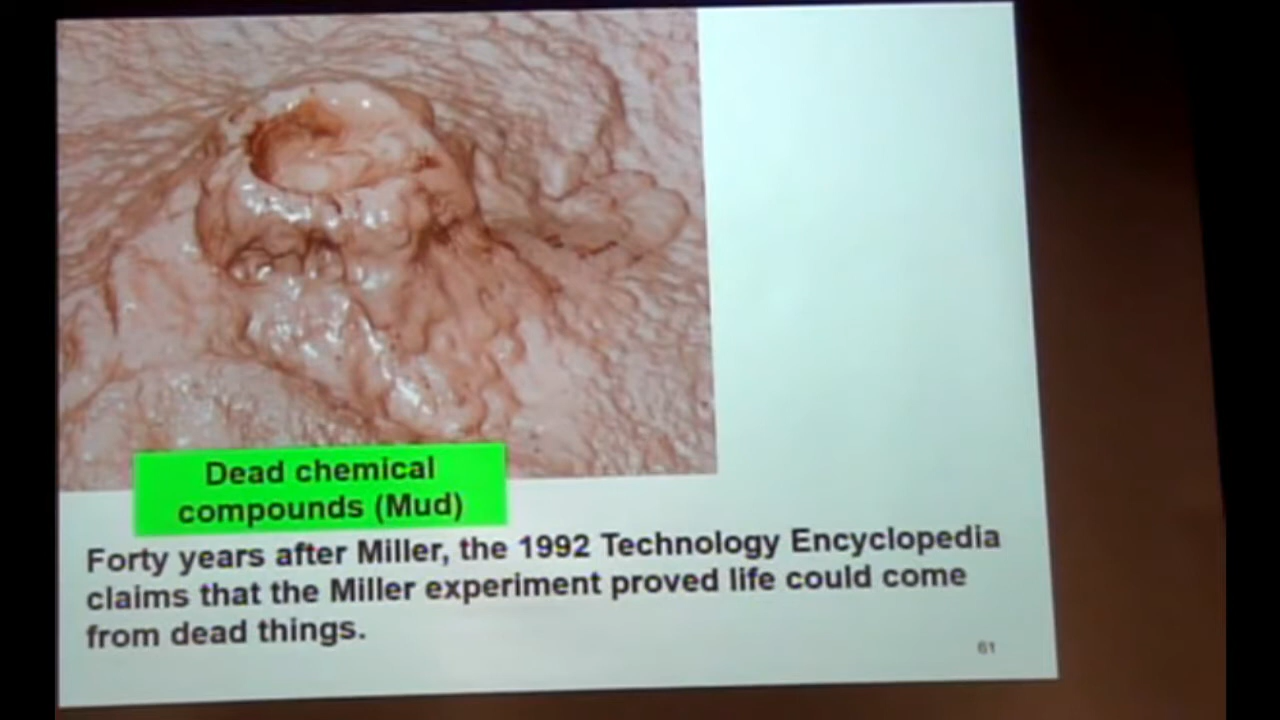 Dead chemical
compounds (Mud)
Forty years after Miller, the 1992 Technology Encyclopedia
claims that the Miller experiment proved life could come
from dead things.
61